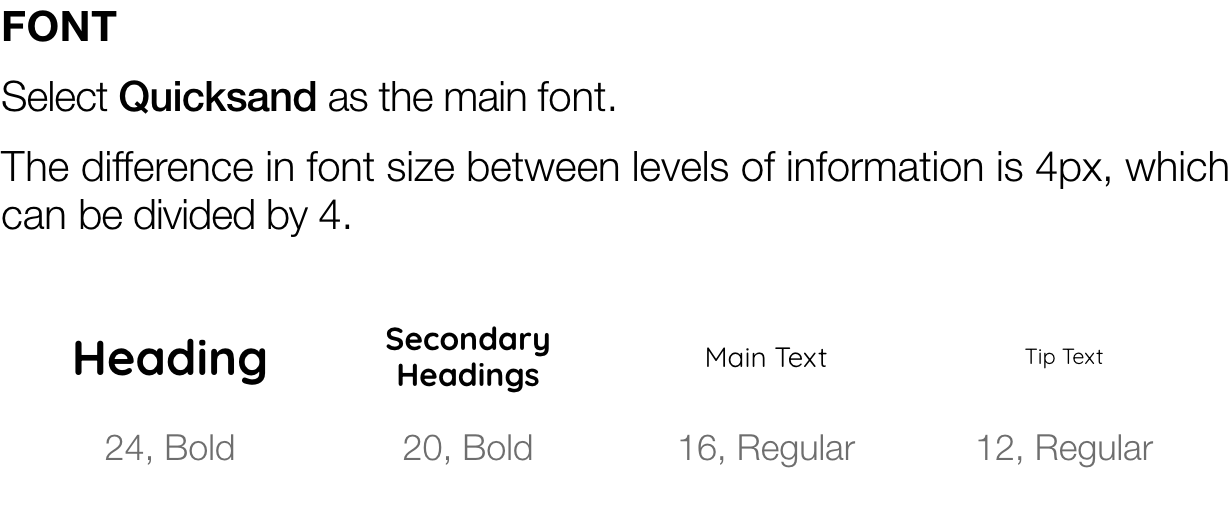 FONT
Select Quicksand as the main font.
The difference in font size between levels of information is 4px, which
can be divided by 4.
Heading
Secondary
Headings
Main Text
Tip Text
24, Bold
20, Bold
16, Regular
12, Regular